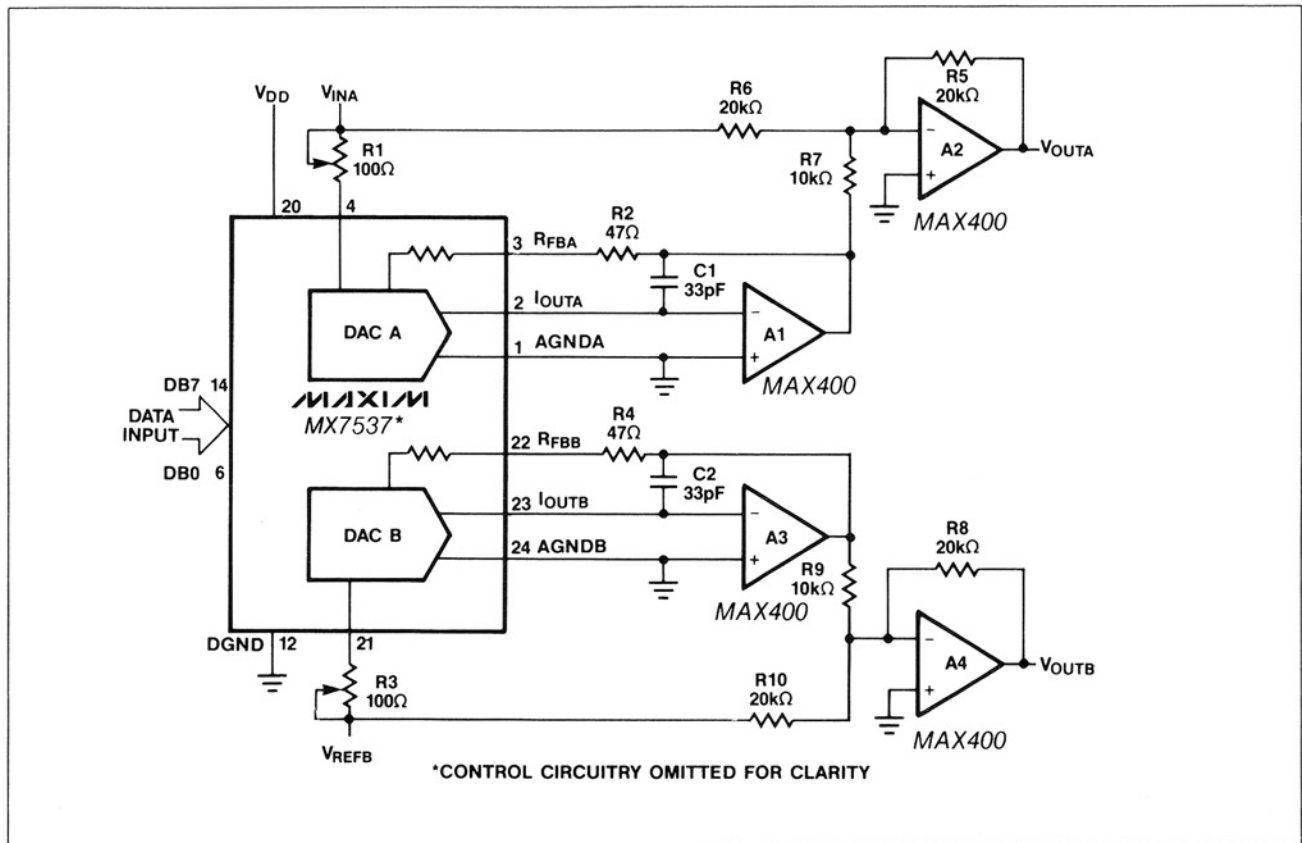 VDD
VINA
R1
100Ω
20
4
R6
20kΩ
R5
20kΩ
R7
10kΩ
−
A2
+
VOUTA
MAX400
3 RFBA
R2
47Ω
C1
33pF
2 IOUTA
1 AGNDA
DAC A
−
A1
+
MAX400
MAXIM
MX7537*
DB7 14
DATA
INPUT
DB0 6
22 RFBB
R4
47Ω
C2
33pF
23 IOUTB
24 AGNDB
DAC B
−
A3
+
MAX400
R9
10kΩ
R8
20kΩ
−
A4
+
VOUTB
MAX400
DGND 12
21
R3
100Ω
VREFB
R10
20kΩ
*CONTROL CIRCUITRY OMITTED FOR CLARITY